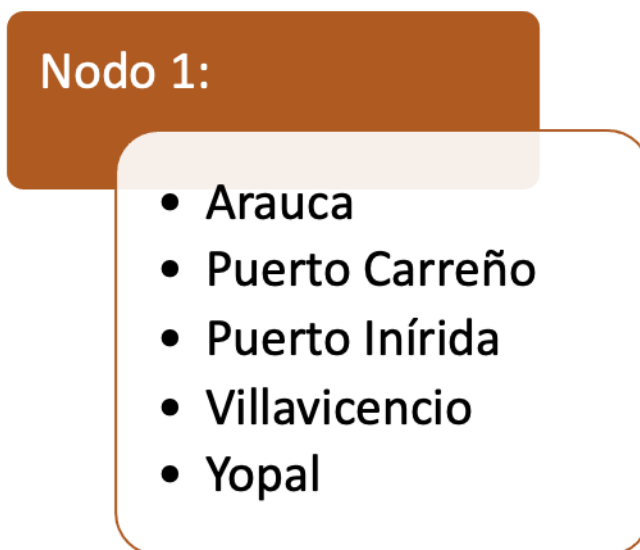 Nodo 1:
• Arauca
• Puerto Carreño
• Puerto Inírida
• Villavicencio
• Yopal